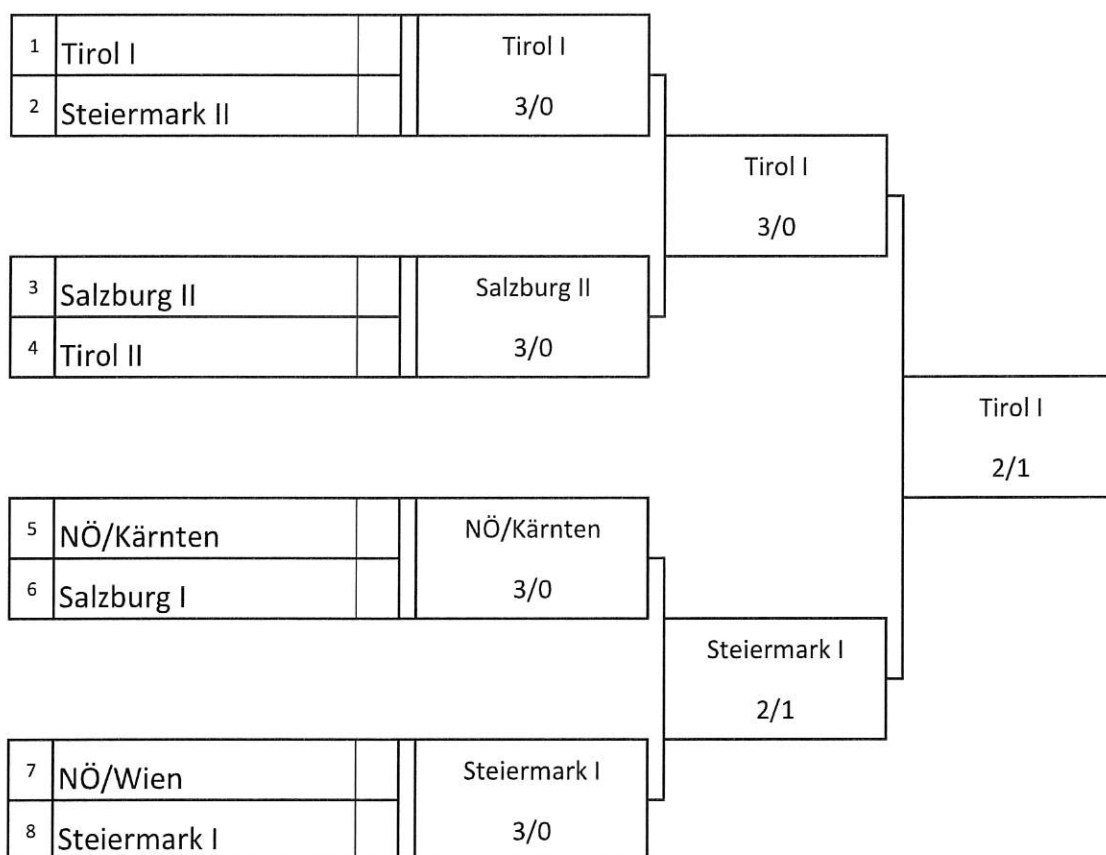 1 Tirol I
2 Steiermark II
Tirol I
3/0
Tirol I
3/0
3 Salzburg II
4 Tirol II
Salzburg II
3/0
Tirol I
2/1
5 NÖ/Kärnten
6 Salzburg I
NÖ/Kärnten
3/0
Steiermark I
2/1
7 NÖ/Wien
8 Steiermark I
Steiermark I
3/0